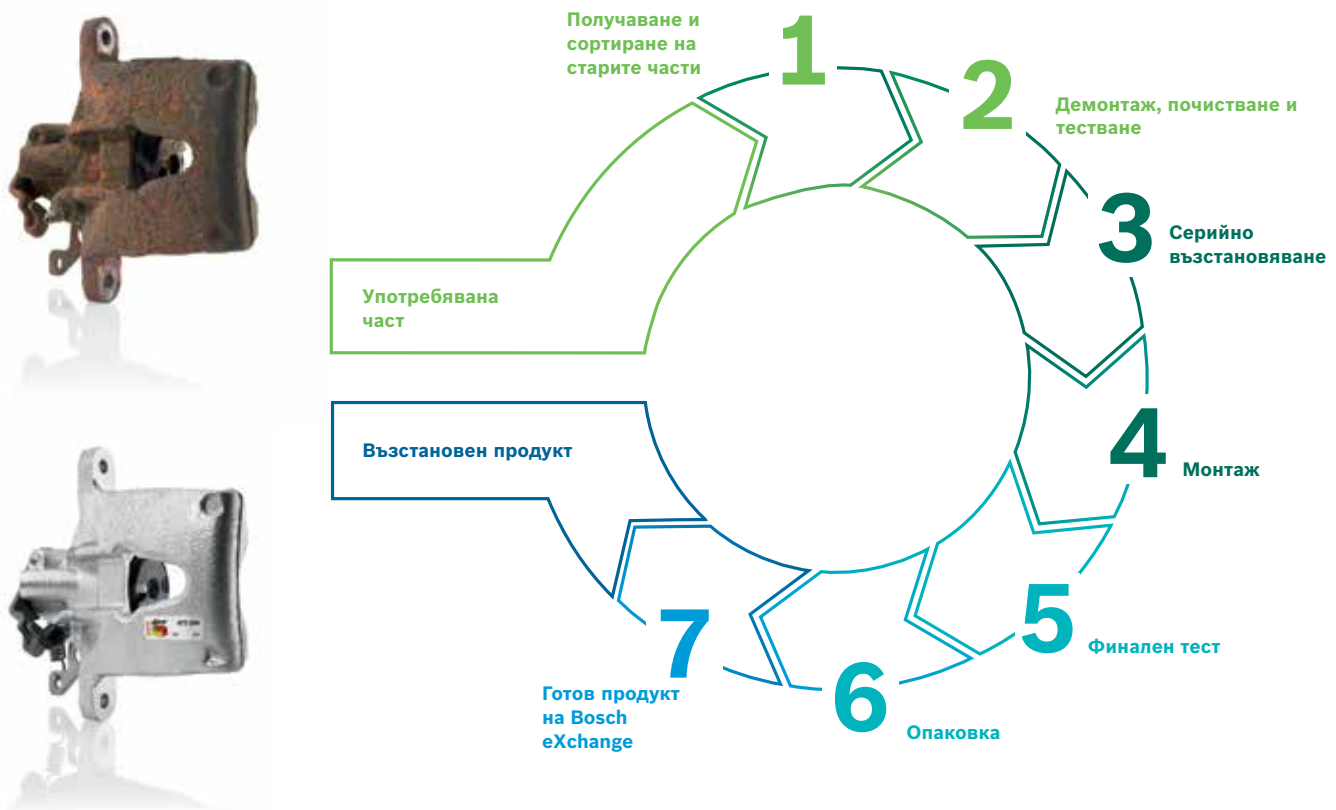 Получаване и
сортиране на
старите части
1
2
Демонтаж, почистване и
тестване
3
Серийно
възстановяване
Употребявана
част
Възстановен продукт
4
Монтаж
5
Финален тест
6
Опаковка
7
Готов продукт
на Bosch
eXchange